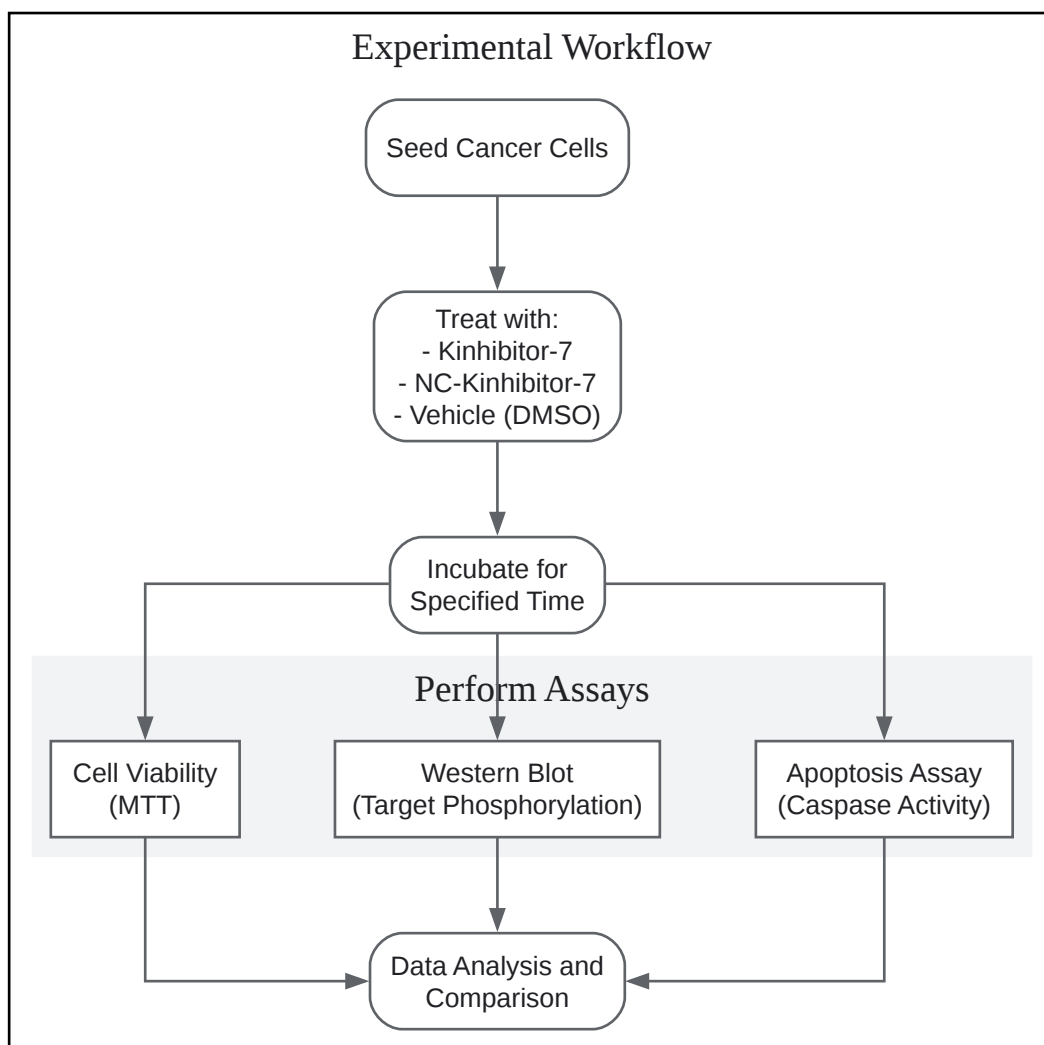 Experimental Workflow
Seed Cancer Cells
Treat with:
- Kinhibitor-7
- NC-Kinhibitor-7
- Vehicle (DMSO)
Incubate for
Specified Time
Perform Assays
Cell Viability
(MTT)
Western Blot
(Target Phosphorylation)
Apoptosis Assay
(Caspase Activity)
Data Analysis and
Comparison